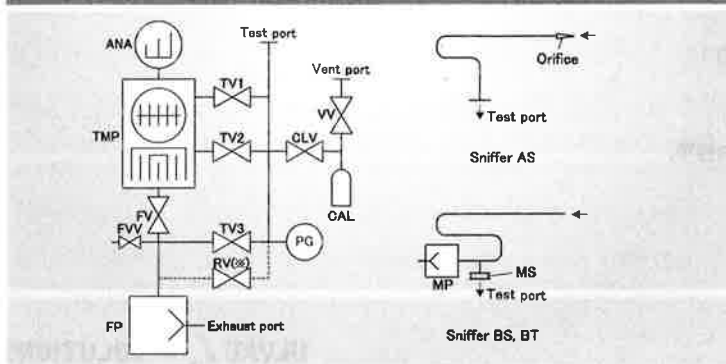 ANA
Test port
Vent port
TV1
VV
TMP
TV2
CLV
CAL
FV
FVV
TV3
PG
RV(※)
FP
Exhaust port
Orifice
Test port
Sniffer AS
MP
MS
Test port
Sniffer BS, BT